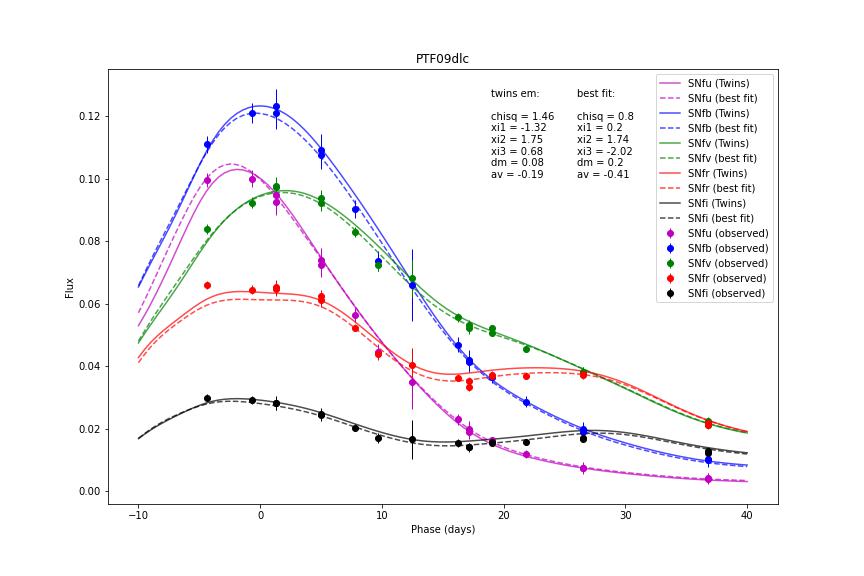 PTF09dlc
twins em:
chisq = 1.46
xi1 = -1.32
xi2 = 1.75
xi3 = 0.68
dm = 0.08
av = -0.19
best fit:
chisq = 0.8
xi1 = 0.2
xi2 = 1.74
xi3 = -2.02
dm = 0.2
av = -0.41
SNfu (Twins)
SNfu (best fit)
SNfb (Twins)
SNfb (best fit)
SNfv (Twins)
SNfv (best fit)
SNfr (Twins)
SNfr (best fit)
SNfi (Twins)
SNfi (best fit)
SNfu (observed)
SNfb (observed)
SNfv (observed)
SNfr (observed)
SNfi (observed)
Flux
0.12
0.10
0.08
0.06
0.04
0.02
0.00
−10
0
10
20
30
40
Phase (days)